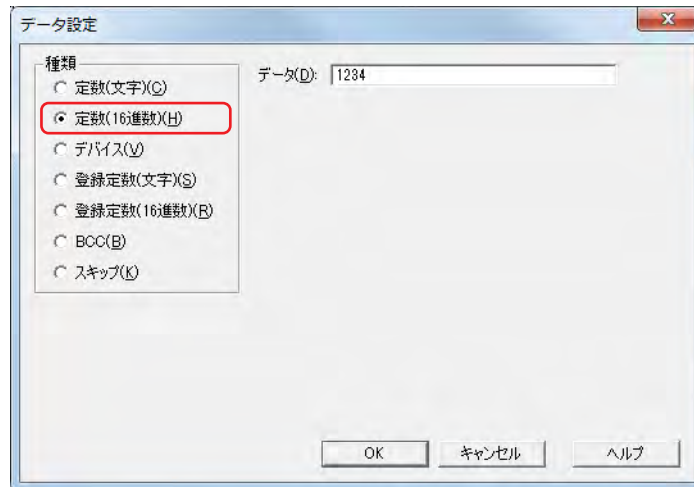 データ設定
種類
定数(文字)(C)
定数(16進数)(H)
デバイス(V)
登録定数(文字)(S)
登録定数(16進数)(R)
BCC(B)
スキップ(K)
データ(D): 1234
OK キャンセル ヘルプ